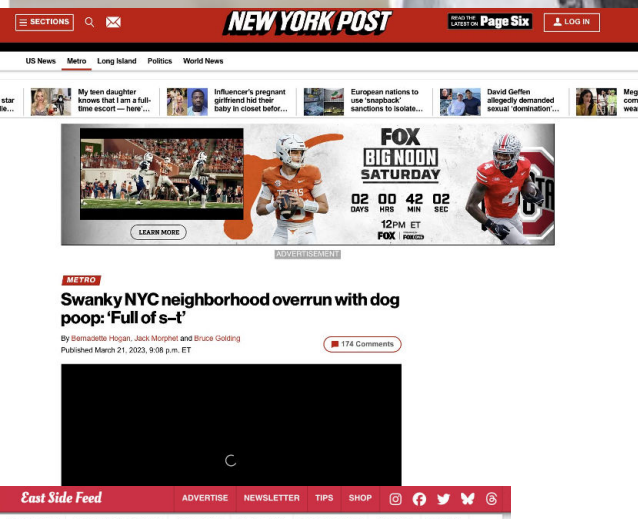 SECTIONS
NEW YORK POST
READ THE LATEST ON Page Six
LOG IN
US News Metro Long Island Politics World News
star
My teen daughter
knows that I am a full-
time escort — here'...
Influencer's pregnant
girlfriend hid their
baby in closet befor...
European nations to
use 'snapback'
sanctions to isolate...
David Geffen
allegedly demanded
sexual 'domination'...
Meg
com
wea
FOX
BIG NOON
SATURDAY
02 00 42 02
DAYS HRS MIN SEC
12PM ET
FOX
LEARN MORE
ADVERTISEMENT
METRO
Swanky NYC neighborhood overrun with dog
poop: 'Full of s–t'
By Bernadette Hogan, Jack Morphet and Bruce Golding
Published March 21, 2023, 9:08 p.m. ET
174 Comments
East Side Feed
ADVERTISE NEWSLETTER TIPS SHOP